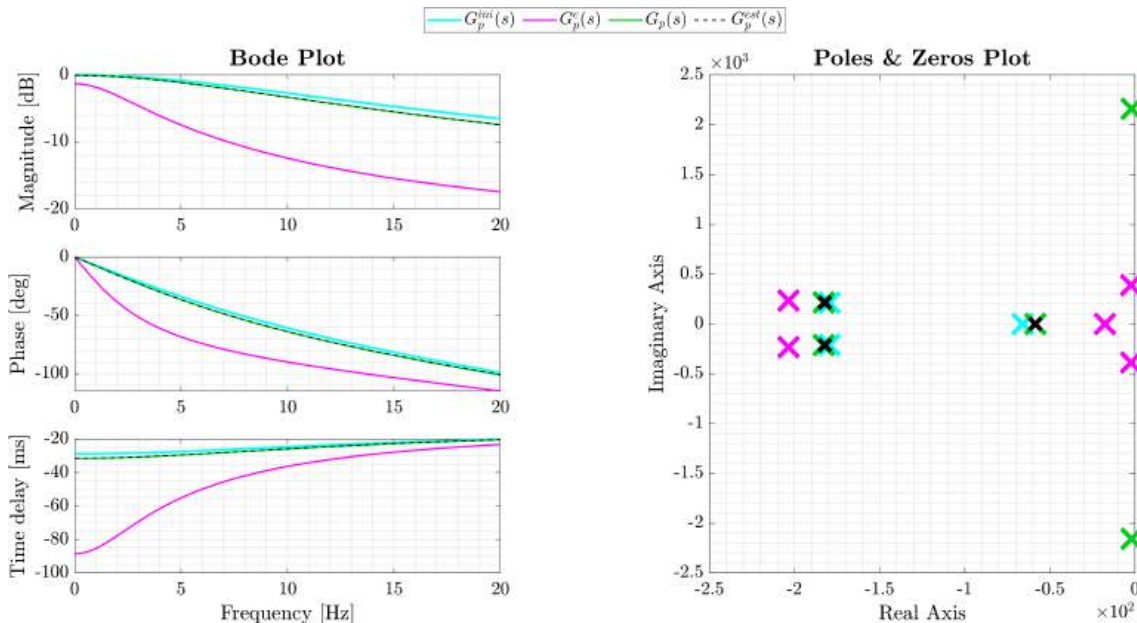 G_p^{ini}(s) G_p^e(s) G_p(s) G_p^{est}(s)
Bode Plot
Magnitude [dB]
0
-10
-20
0 5 10 15 20
Phase [deg]
0
-50
-100
0 5 10 15 20
Time delay [ms]
-20
-40
-60
-80
-100
0 5 10 15 20
Frequency [Hz]
Poles & Zeros Plot
×10^3
Imaginary Axis
2.5
2
1.5
1
0.5
0
-0.5
-1
-1.5
-2
-2.5
-2.5 -2 -1.5 -1 -0.5 0
Real Axis
×10^2